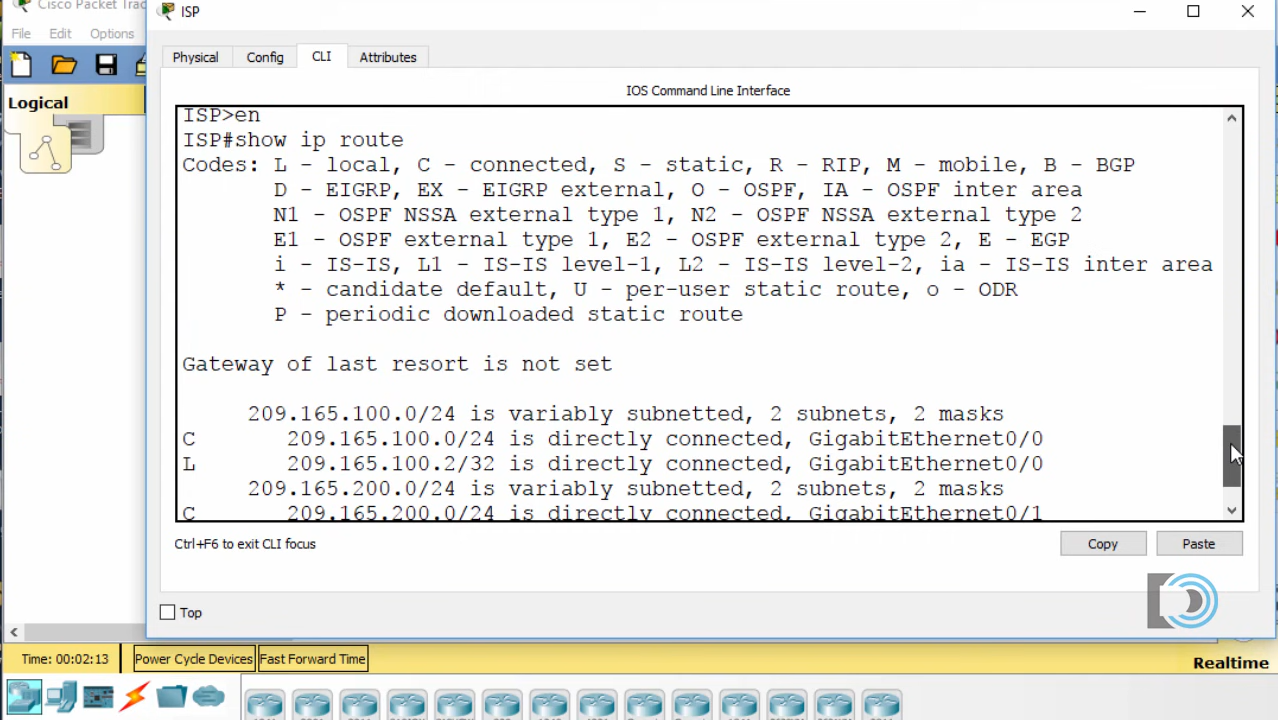 Cisco Packet Trac
ISP
File Edit Options
Physical Config CLI Attributes
Logical
IOS Command Line Interface
ISP>en
ISP#show ip route
Codes: L - local, C - connected, S - static, R - RIP, M - mobile, B - BGP
D - EIGRP, EX - EIGRP external, O - OSPF, IA - OSPF inter area
N1 - OSPF NSSA external type 1, N2 - OSPF NSSA external type 2
E1 - OSPF external type 1, E2 - OSPF external type 2, E - EGP
i - IS-IS, L1 - IS-IS level-1, L2 - IS-IS level-2, ia - IS-IS inter area
* - candidate default, U - per-user static route, o - ODR
P - periodic downloaded static route
Gateway of last resort is not set
209.165.100.0/24 is variably subnetted, 2 subnets, 2 masks
C 209.165.100.0/24 is directly connected, GigabitEthernet0/0
L 209.165.100.2/32 is directly connected, GigabitEthernet0/0
209.165.200.0/24 is variably subnetted, 2 subnets, 2 masks
C 209.165.200.0/24 is directly connected, GigabitEthernet0/1
Ctrl+F6 to exit CLI focus
Copy Paste
Top
Time: 00:02:13 Power Cycle Devices Fast Forward Time
Realtime